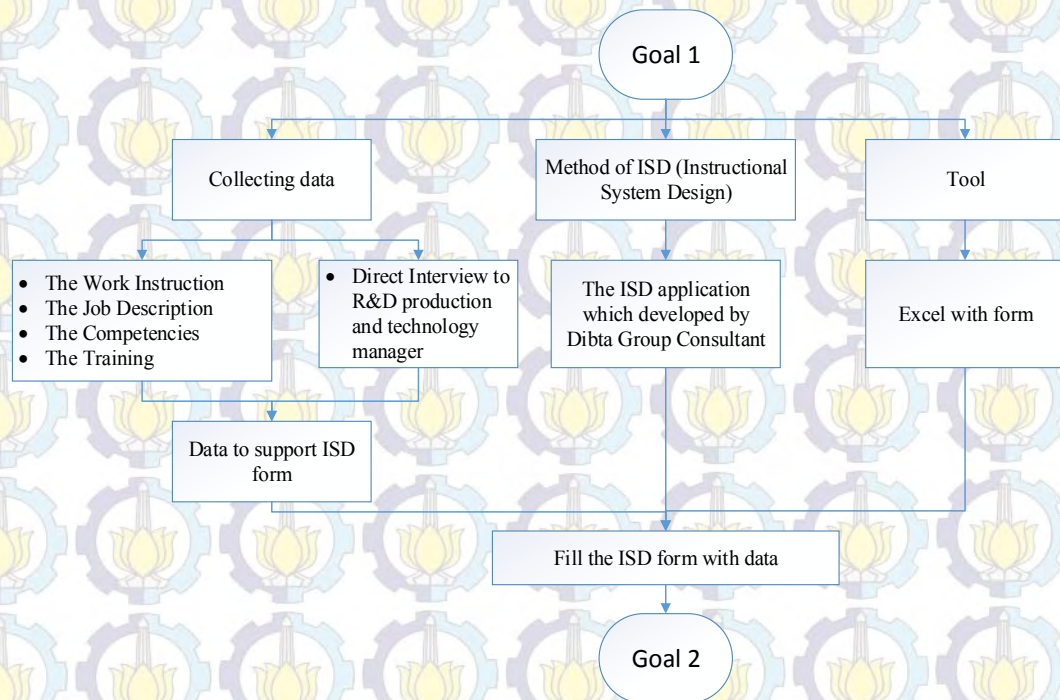 Goal 1
Collecting data
Method of ISD (Instructional
System Design)
Tool
• The Work Instruction
• The Job Description
• The Competencies
• The Training
• Direct Interview to
R&D production
and technology
manager
The ISD application
which developed by
Dibta Group Consultant
Excel with form
Data to support ISD
form
Fill the ISD form with data
Goal 2